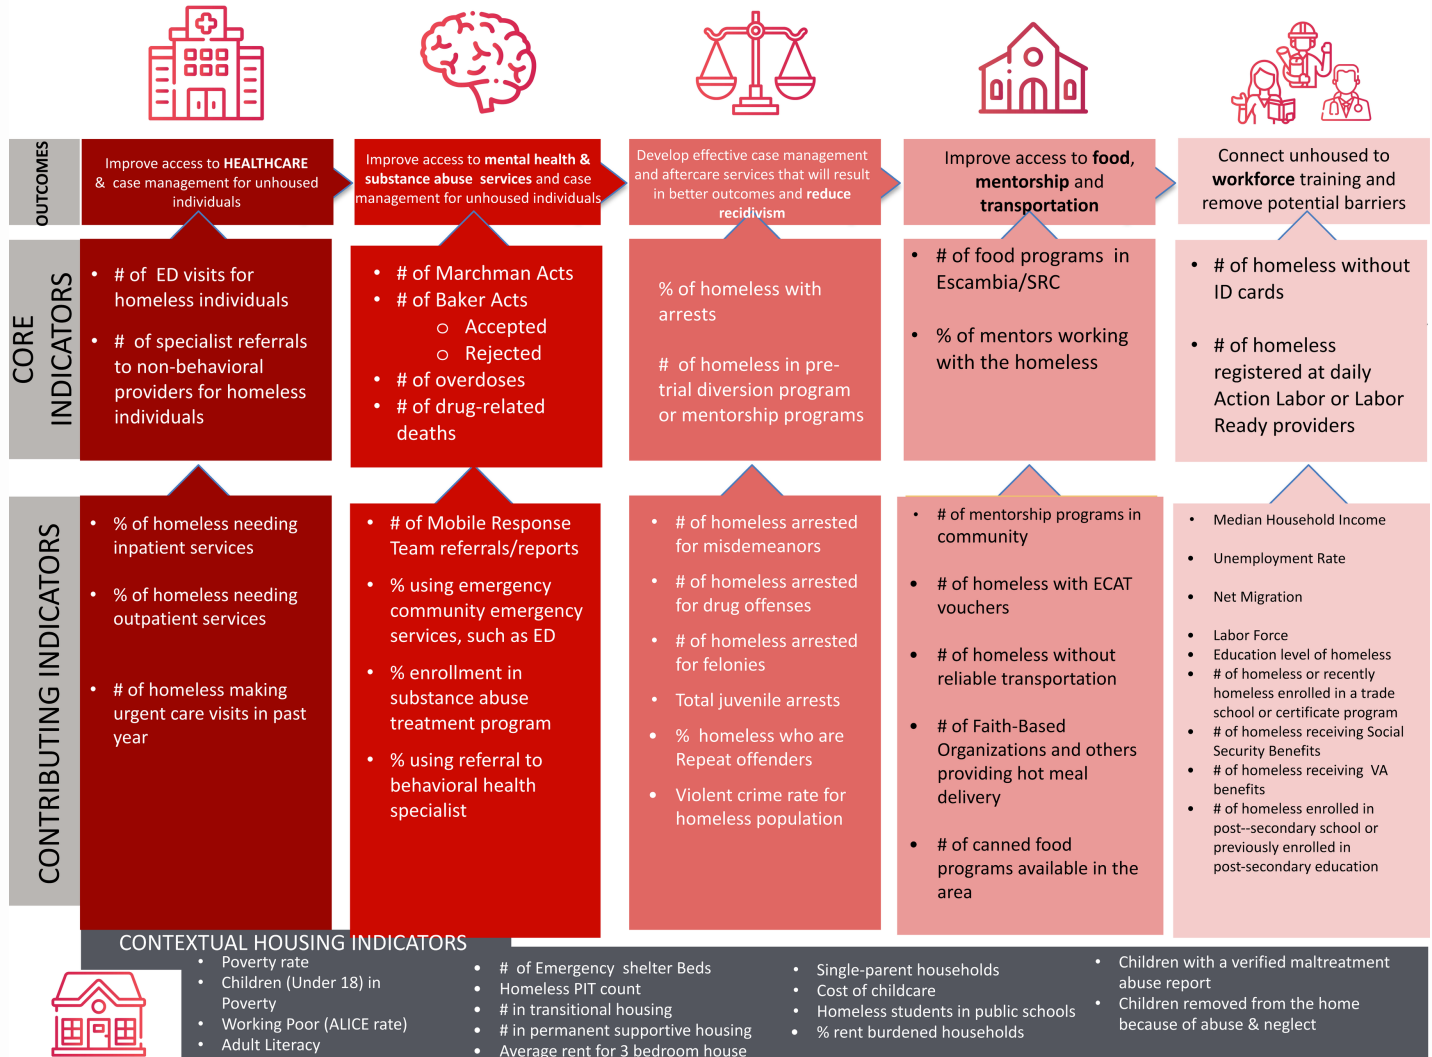 OUTCOMES
Improve access to HEALTHCARE
& case management for unhoused
individuals
Improve access to mental health &
substance abuse services and case
management for unhoused individuals
Develop effective case management
and aftercare services that will result
in better outcomes and reduce
recidivism
Improve access to food,
mentorship and
transportation
Connect unhoused to
workforce training and
remove potential barriers
CORE
INDICATORS
• # of ED visits for
homeless individuals
• # of specialist referrals
to non-behavioral
providers for homeless
individuals
• # of Marchman Acts
• # of Baker Acts
o Accepted
o Rejected
• # of overdoses
• # of drug-related
deaths
% of homeless with
arrests
# of homeless in pre-
trial diversion program
or mentorship programs
• # of food programs in
Escambia/SRC
• % of mentors working
with the homeless
• # of homeless without
ID cards
• # of homeless
registered at daily
Action Labor or Labor
Ready providers
CONTRIBUTING INDICATORS
• % of homeless needing
inpatient services
• % of homeless needing
outpatient services
• # of homeless making
urgent care visits in past
year
• # of Mobile Response
Team referrals/reports
• % using emergency
community emergency
services, such as ED
• % enrollment in
substance abuse
treatment program
• % using referral to
behavioral health
specialist
• # of homeless arrested
for misdemeanors
• # of homeless arrested
for drug offenses
• # of homeless arrested
for felonies
• Total juvenile arrests
• % homeless who are
Repeat offenders
• Violent crime rate for
homeless population
• # of mentorship programs in
community
• # of homeless with ECAT
vouchers
• # of homeless without
reliable transportation
• # of Faith-Based
Organizations and others
providing hot meal
delivery
• # of canned food
programs available in the
area
• Median Household Income
• Unemployment Rate
• Net Migration
• Labor Force
• Education level of homeless
• # of homeless or recently
homeless enrolled in a trade
school or certificate program
• # of homeless receiving Social
Security Benefits
• # of homeless receiving VA
benefits
• # of homeless enrolled in
post--secondary school or
previously enrolled in
post-secondary education
CONTEXTUAL HOUSING INDICATORS
• Poverty rate
• Children (Under 18) in
Poverty
• Working Poor (ALICE rate)
• Adult Literacy
• # of Emergency shelter Beds
• Homeless PIT count
• # in transitional housing
• # in permanent supportive housing
• Average rent for 3 bedroom house
• Single-parent households
• Cost of childcare
• Homeless students in public schools
• % rent burdened households
• Children with a verified maltreatment
abuse report
• Children removed from the home
because of abuse & neglect